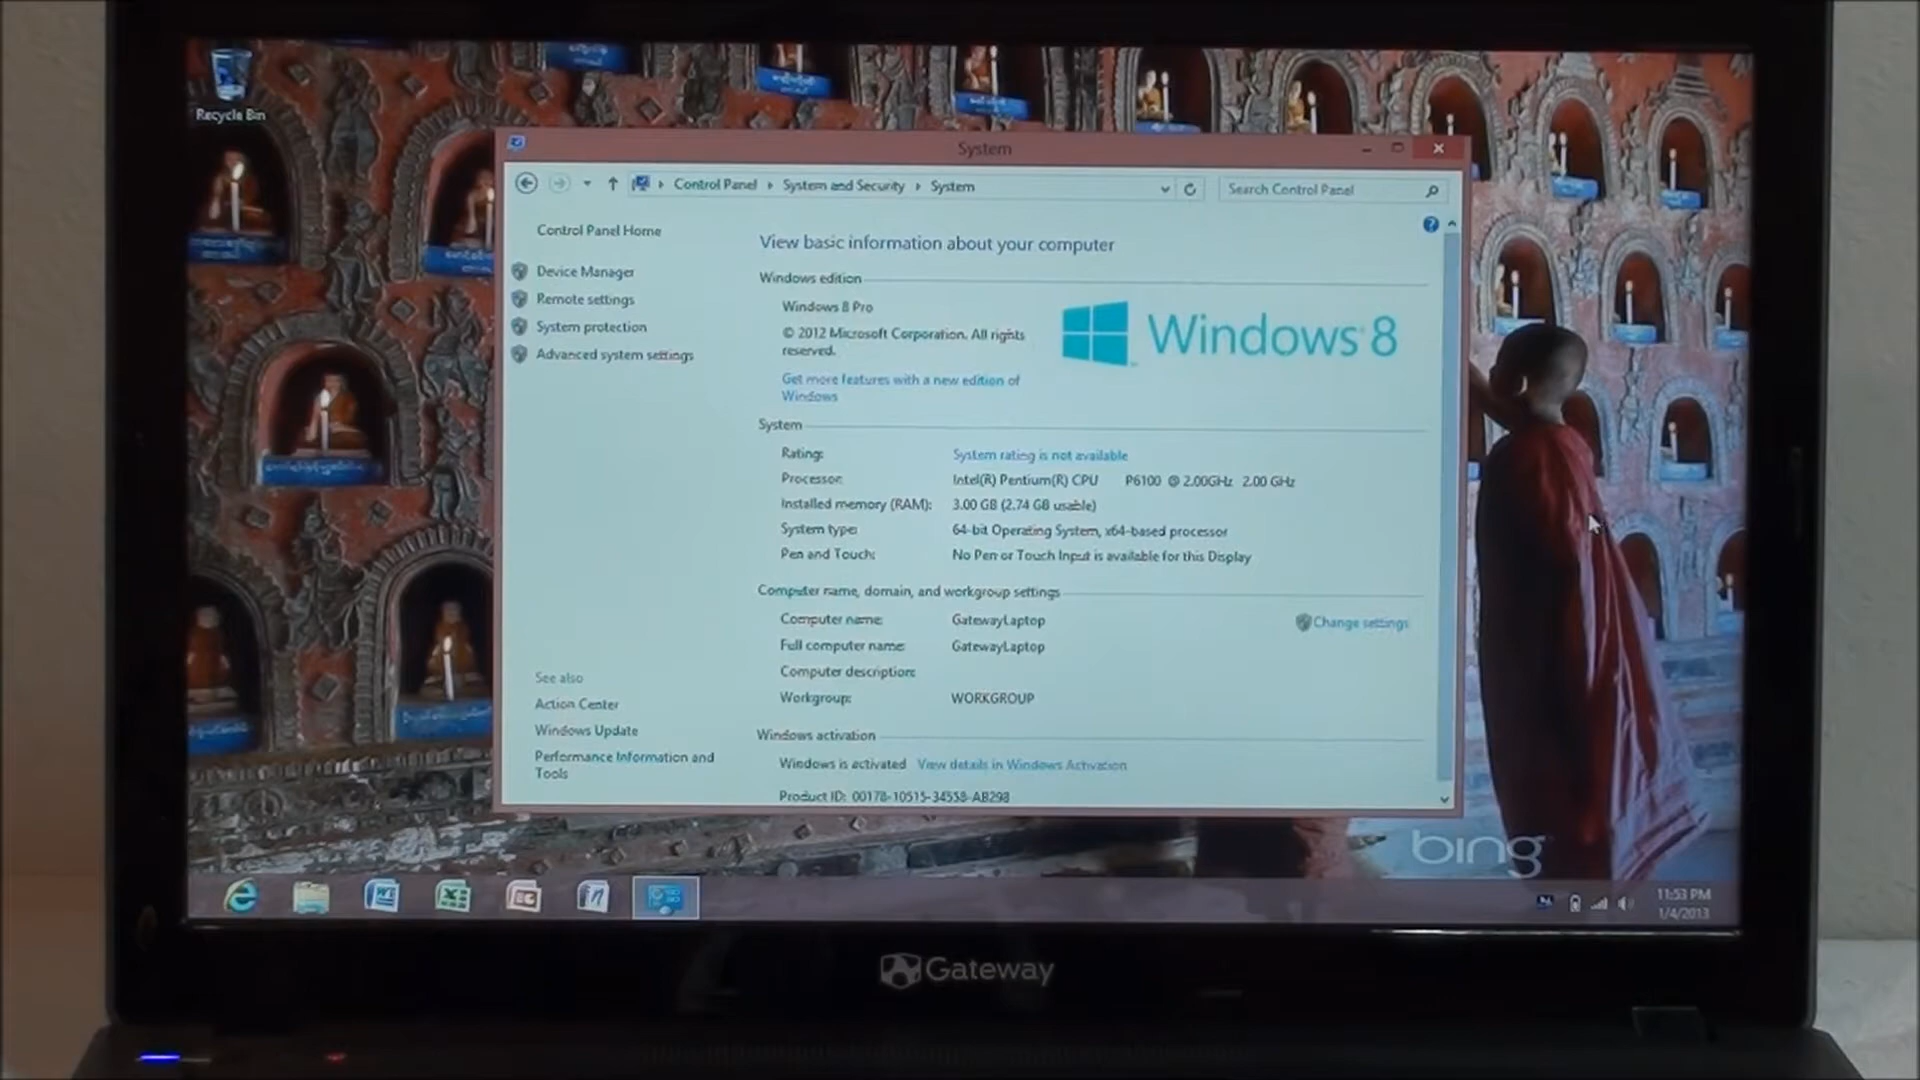 Recycle Bin
System
Control Panel
System and Security
System
Search Control Panel
Control Panel Home
Device Manager
Remote settings
System protection
Advanced system settings
See also
Action Center
Windows Update
Performance Information and
Tools
View basic information about your computer
Windows edition
Windows 8 Pro
© 2012 Microsoft Corporation. All rights
reserved.
Get more features with a new edition of
Windows
Windows 8
System
Rating: System rating is not available
Processor: Intel(R) Pentium(R) CPU P6100 @ 2.00GHz 2.00 GHz
Installed memory (RAM): 3.00 GB (2.74 GB usable)
System type: 64-bit Operating System, x64-based processor
Pen and Touch: No Pen or Touch Input is available for this Display
Computer name, domain, and workgroup settings
Computer name: GatewayLaptop
Change settings
Full computer name: GatewayLaptop
Computer description:
Workgroup: WORKGROUP
Windows activation
Windows is activated View details in Windows Activation
Product ID: 00178-10515-34558-AB298
bing
11:53 PM
1/4/2013
Gateway